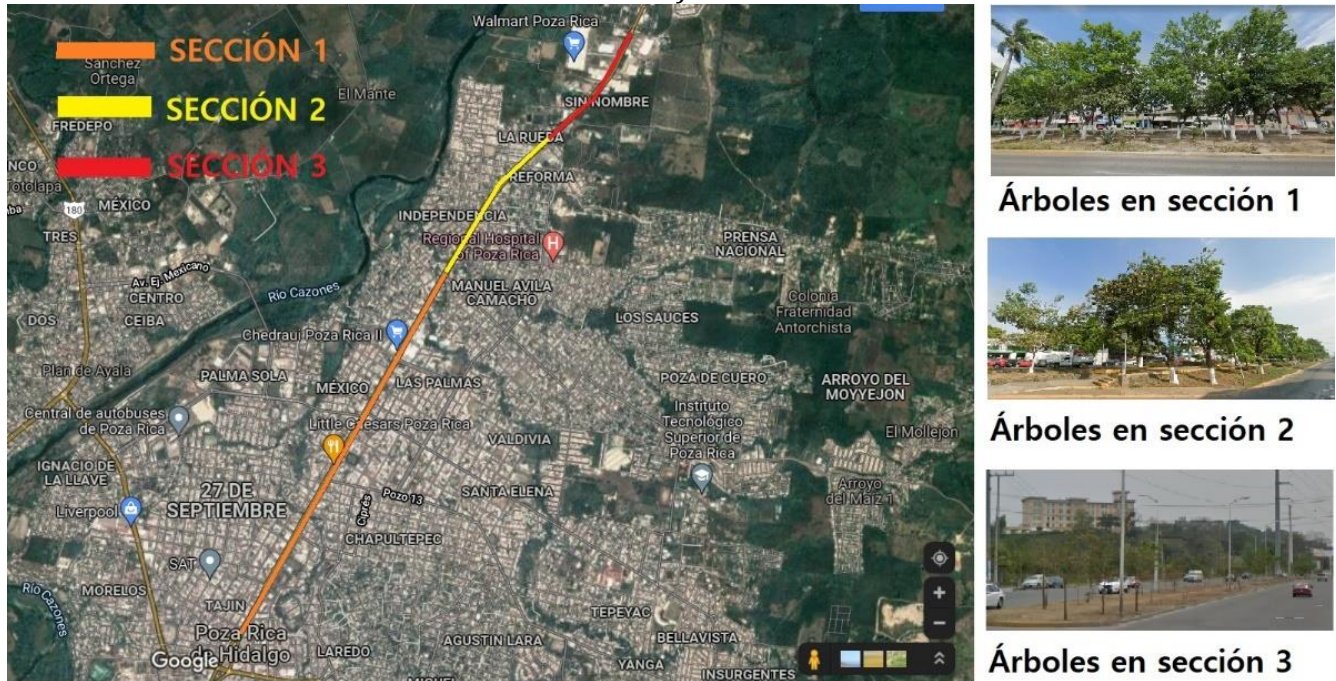 Walmart Poza Rica
SECCIÓN 1
Sánchez
Ortega
El Mante
SECCIÓN 2
SIN NOMBRE
FREDEPO
LA RUEDA
SECCIÓN 3
NCO
Totolapa
REFORMA
180
MÉXICO
INDEPENDENCIA
TRES
Regional Hospital
of Poza Rica
PRENSA
NACIONAL
Av. Ej. Mexicano
CENTRO
Río Cazones
MANUEL AVILA
CAMACHO
Colonia
Fraternidad
Antorchista
DOS
CEIBA
LOS SAUCES
Chedraui Poza Rica II
Plan de Ayala
PALMA SOLA
MÉXICO
LAS PALMAS
POZA DE CUERO
ARROYO DEL
MOYYEJON
Central de autobuses
de Poza Rica
Little Caesars Poza Rica
Instituto
Tecnológico
Superior de
Poza Rica
El Mollejon
VALDIVIA
IGNACIO DE
LA LLAVE
27 DE
SEPTIEMBRE
Pozo 13
SANTA ELENA
Arroyo
del Maíz 1
Liverpool
Ciprés
CHAPULTEPEC
SAT
MORELOS
Río
Cazones
TAJIN
TEPEYAC
Poza Rica
de Hidalgo
LAREDO
AGUSTIN LARA
BELLAVISTA
Google
YANGA
INSURGENTES
Árboles en sección 1
Árboles en sección 2
Árboles en sección 3